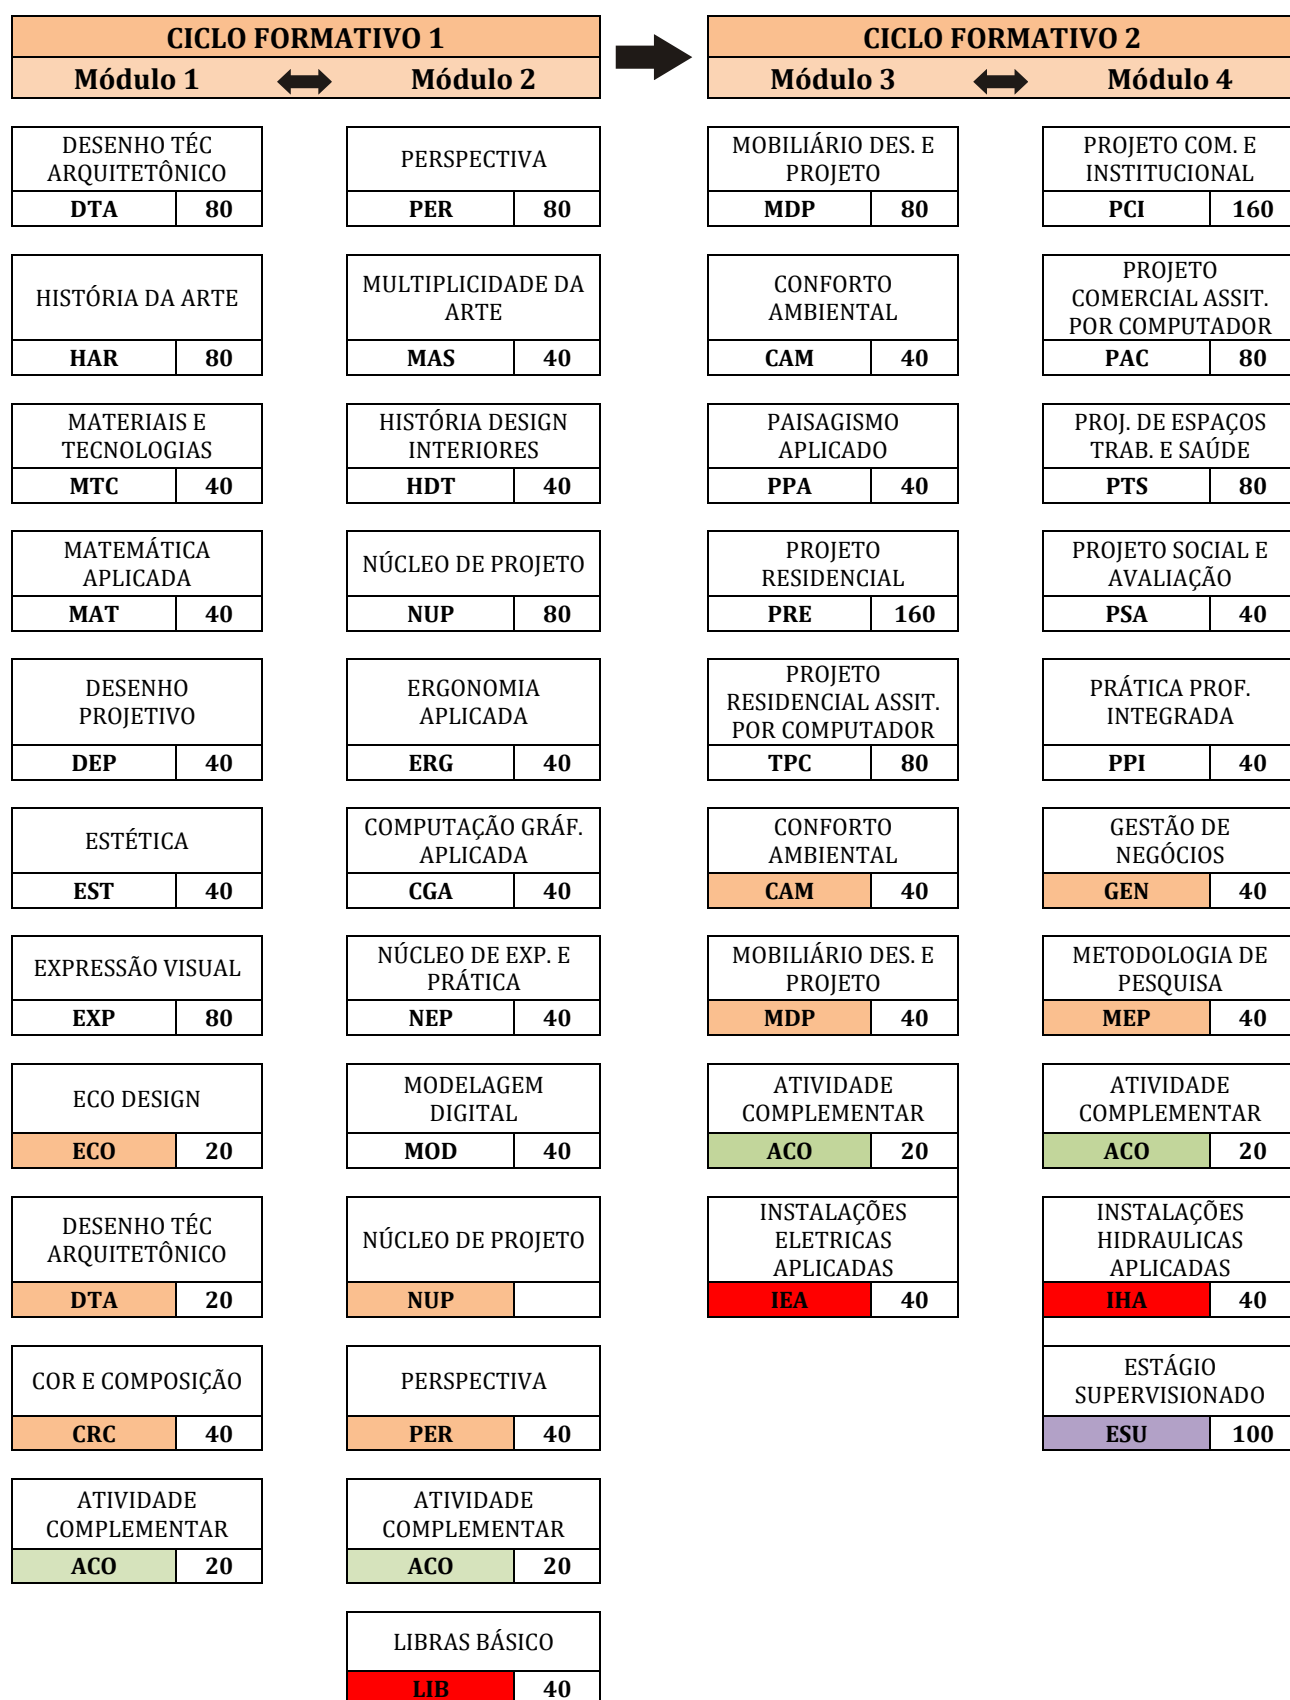 CICLO FORMATIVO 1
Módulo 1
Módulo 2
DESENHO TÉC
ARQUITETÔNICO
DTA 80
HISTÓRIA DA ARTE
HAR 80
MATERIAIS E
TECNOLOGIAS
MTC 40
MATEMÁTICA
APLICADA
MAT 40
DESENHO
PROJETIVO
DEP 40
ESTÉTICA
EST 40
EXPRESSÃO VISUAL
EXP 80
ECO DESIGN
ECO 20
DESENHO TÉC
ARQUITETÔNICO
DTA 20
COR E COMPOSIÇÃO
CRC 40
ATIVIDADE
COMPLEMENTAR
ACO 20
PERSPECTIVA
PER 80
MULTIPLICIDADE DA
ARTE
MAS 40
HISTÓRIA DESIGN
INTERIORES
HDT 40
NÚCLEO DE PROJETO
NUP 80
ERGONOMIA
APLICADA
ERG 40
COMPUTAÇÃO GRÁF.
APLICADA
CGA 40
NÚCLEO DE EXP. E
PRÁTICA
NEP 40
MODELAGEM
DIGITAL
MOD 40
NÚCLEO DE PROJETO
NUP
PERSPECTIVA
PER 40
ATIVIDADE
COMPLEMENTAR
ACO 20
LIBRAS BÁSICO
LIB 40
CICLO FORMATIVO 2
Módulo 3
Módulo 4
MOBILIÁRIO DES. E
PROJETO
MDP 80
CONFORTO
AMBIENTAL
CAM 40
PAISAGISMO
APLICADO
PPA 40
PROJETO
RESIDENCIAL
PRE 160
PROJETO
RESIDENCIAL ASSIT.
POR COMPUTADOR
TPC 80
CONFORTO
AMBIENTAL
CAM 40
MOBILIÁRIO DES. E
PROJETO
MDP 40
ATIVIDADE
COMPLEMENTAR
ACO 20
INSTALAÇÕES
ELETRICAS
APLICADAS
IEA 40
PROJETO COM. E
INSTITUCIONAL
PCI 160
PROJETO
COMERCIAL ASSIT.
POR COMPUTADOR
PAC 80
PROJ. DE ESPAÇOS
TRAB. E SAÚDE
PTS 80
PROJETO SOCIAL E
AVALIAÇÃO
PSA 40
PRÁTICA PROF.
INTEGRADA
PPI 40
GESTÃO DE
NEGÓCIOS
GEN 40
METODOLOGIA DE
PESQUISA
MEP 40
ATIVIDADE
COMPLEMENTAR
ACO 20
INSTALAÇÕES
HIDRAULICAS
APLICADAS
IHA 40
ESTÁGIO
SUPERVISIONADO
ESU 100